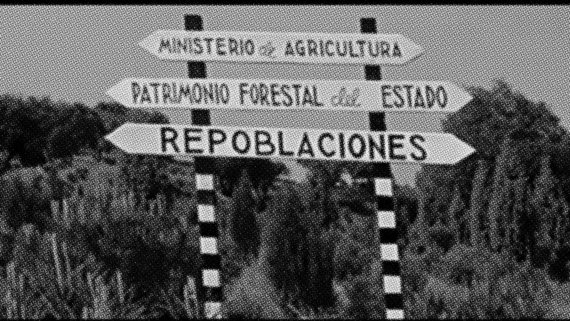 MINISTERIO de AGRICULTURA
PATRIMONIO FORESTAL del ESTADO
REPOBLACIONES